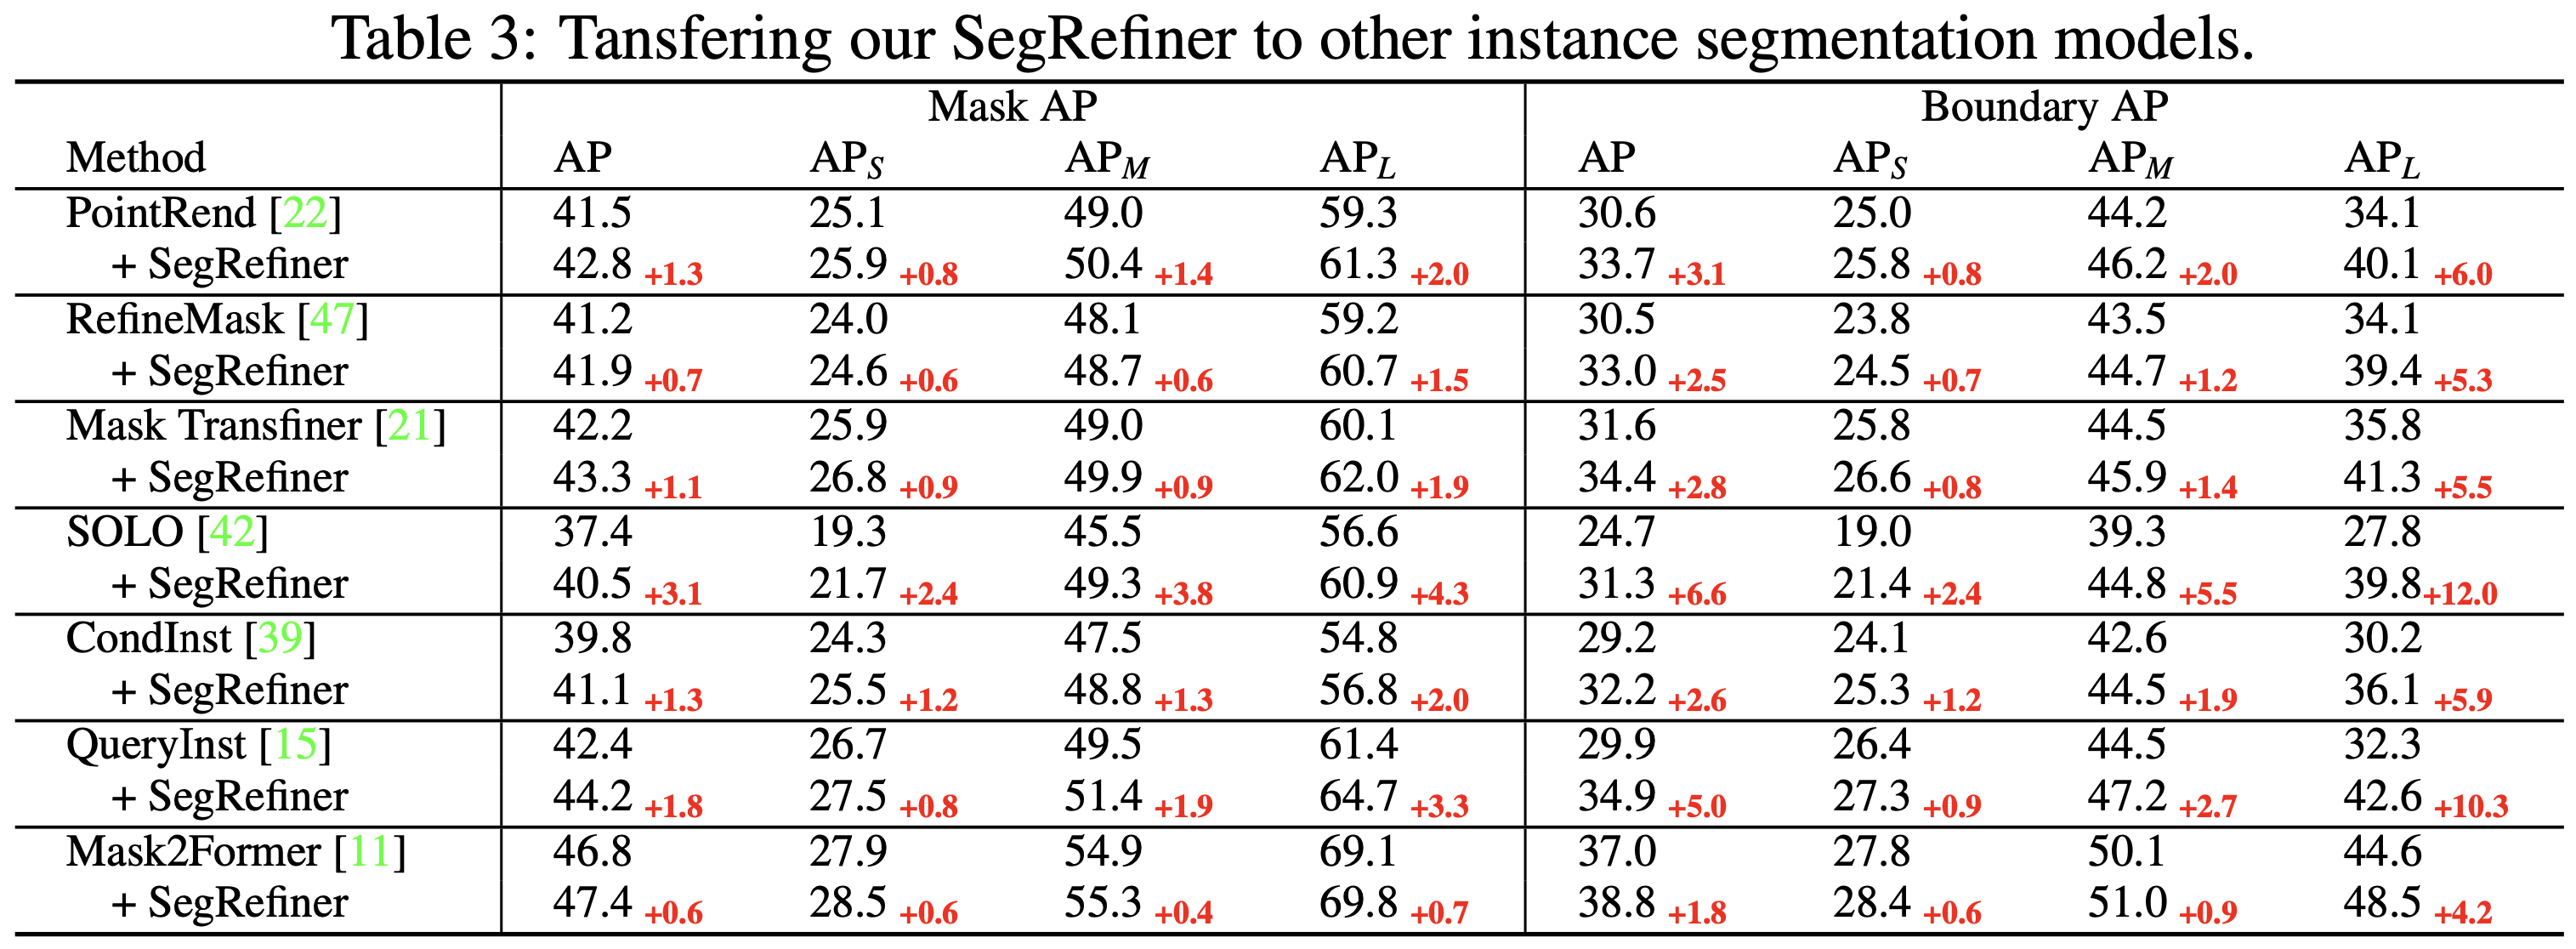 Table 3: Tansfering our SegRefiner to other instance segmentation models.
Mask AP Boundary AP
Method AP AP_S AP_M AP_L AP AP_S AP_M AP_L
PointRend [22] 41.5 25.1 49.0 59.3 30.6 25.0 44.2 34.1
+ SegRefiner 42.8 +1.3 25.9 +0.8 50.4 +1.4 61.3 +2.0 33.7 +3.1 25.8 +0.8 46.2 +2.0 40.1 +6.0
RefineMask [47] 41.2 24.0 48.1 59.2 30.5 23.8 43.5 34.1
+ SegRefiner 41.9 +0.7 24.6 +0.6 48.7 +0.6 60.7 +1.5 33.0 +2.5 24.5 +0.7 44.7 +1.2 39.4 +5.3
Mask Transfiner [21] 42.2 25.9 49.0 60.1 31.6 25.8 44.5 35.8
+ SegRefiner 43.3 +1.1 26.8 +0.9 49.9 +0.9 62.0 +1.9 34.4 +2.8 26.6 +0.8 45.9 +1.4 41.3 +5.5
SOLO [42] 37.4 19.3 45.5 56.6 24.7 19.0 39.3 27.8
+ SegRefiner 40.5 +3.1 21.7 +2.4 49.3 +3.8 60.9 +4.3 31.3 +6.6 21.4 +2.4 44.8 +5.5 39.8 +12.0
CondInst [39] 39.8 24.3 47.5 54.8 29.2 24.1 42.6 30.2
+ SegRefiner 41.1 +1.3 25.5 +1.2 48.8 +1.3 56.8 +2.0 32.2 +2.6 25.3 +1.2 44.5 +1.9 36.1 +5.9
QueryInst [15] 42.4 26.7 49.5 61.4 29.9 26.4 44.5 32.3
+ SegRefiner 44.2 +1.8 27.5 +0.8 51.4 +1.9 64.7 +3.3 34.9 +5.0 27.3 +0.9 47.2 +2.7 42.6 +10.3
Mask2Former [11] 46.8 27.9 54.9 69.1 37.0 27.8 50.1 44.6
+ SegRefiner 47.4 +0.6 28.5 +0.6 55.3 +0.4 69.8 +0.7 38.8 +1.8 28.4 +0.6 51.0 +0.9 48.5 +4.2